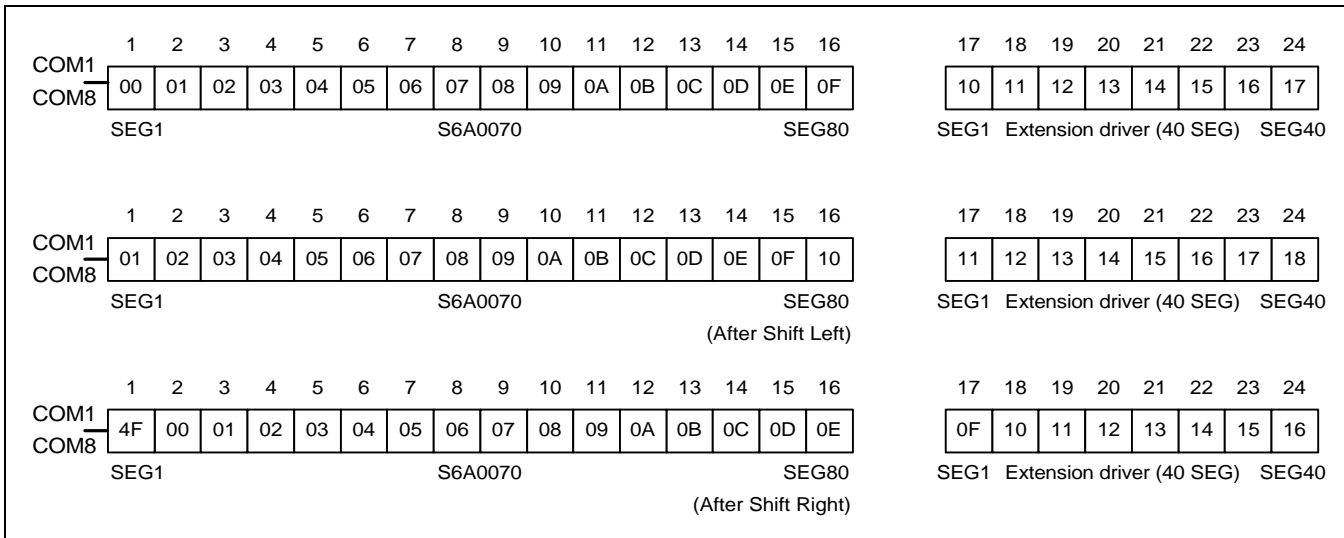 1 2 3 4 5 6 7 8 9 10 11 12 13 14 15 16 17 18 19 20 21 22 23 24
COM1
00 01 02 03 04 05 06 07 08 09 0A 0B 0C 0D 0E 0F 10 11 12 13 14 15 16 17
COM8
SEG1 S6A0070 SEG80 SEG1 Extension driver (40 SEG) SEG40
1 2 3 4 5 6 7 8 9 10 11 12 13 14 15 16 17 18 19 20 21 22 23 24
COM1
01 02 03 04 05 06 07 08 09 0A 0B 0C 0D 0E 0F 10 11 12 13 14 15 16 17 18
COM8
SEG1 S6A0070 SEG80 SEG1 Extension driver (40 SEG) SEG40
(After Shift Left)
1 2 3 4 5 6 7 8 9 10 11 12 13 14 15 16 17 18 19 20 21 22 23 24
COM1
4F 00 01 02 03 04 05 06 07 08 09 0A 0B 0C 0D 0E 0F 10 11 12 13 14 15 16
COM8
SEG1 S6A0070 SEG80 SEG1 Extension driver (40 SEG) SEG40
(After Shift Right)